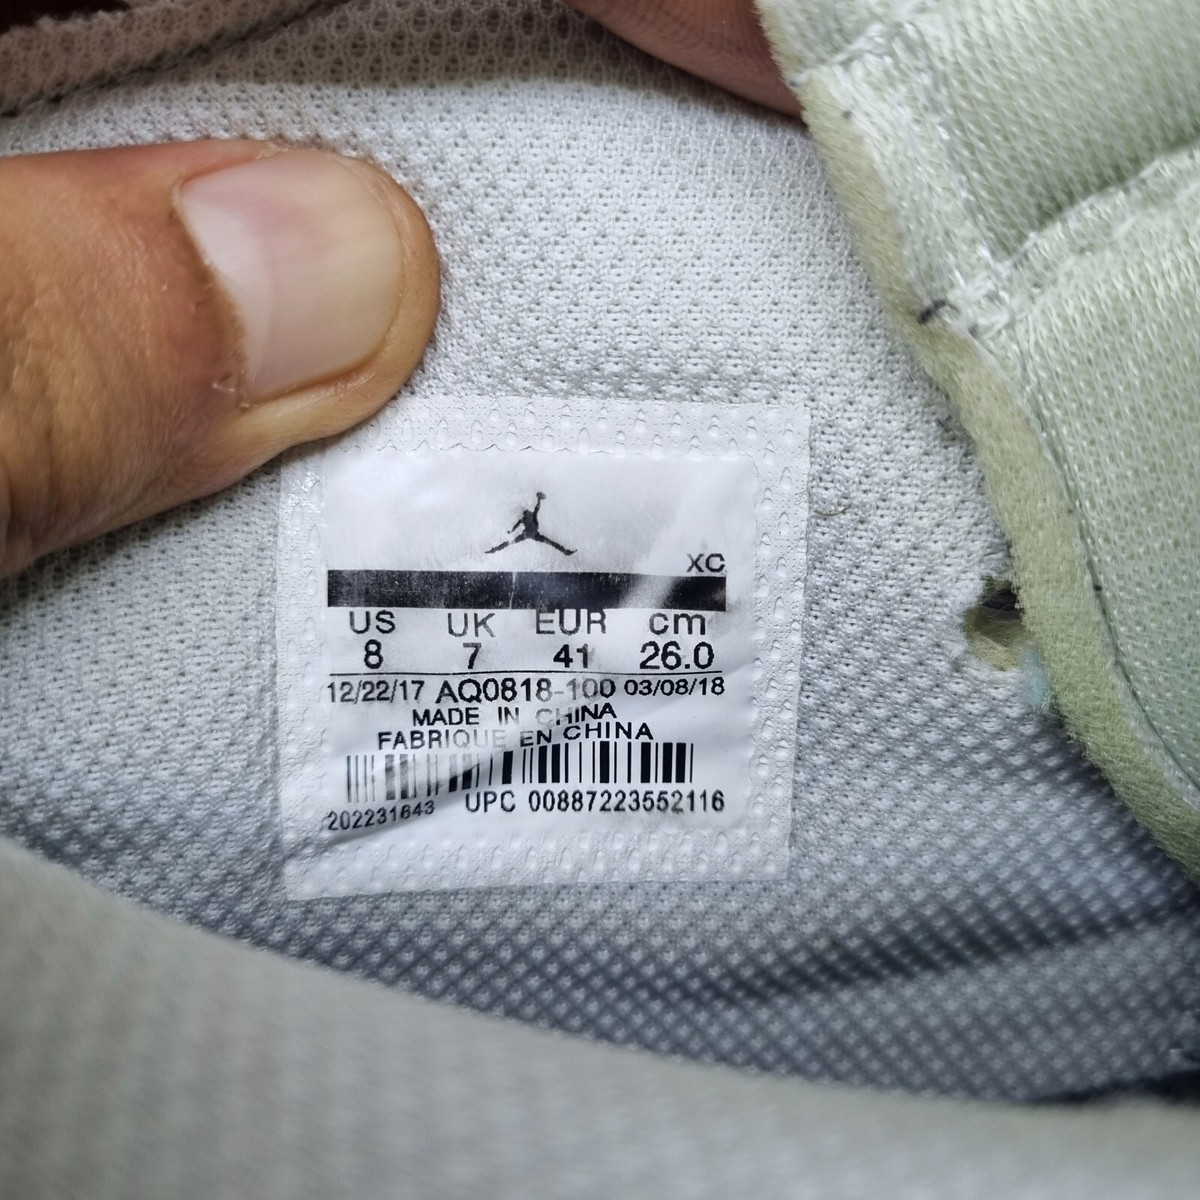 XC
US UK EUR cm
8 7 41 26.0
12/22/17 AQ0818-100 03/08/18
MADE IN CHINA
FABRIQUE EN CHINA
202231643 UPC 00887223552116